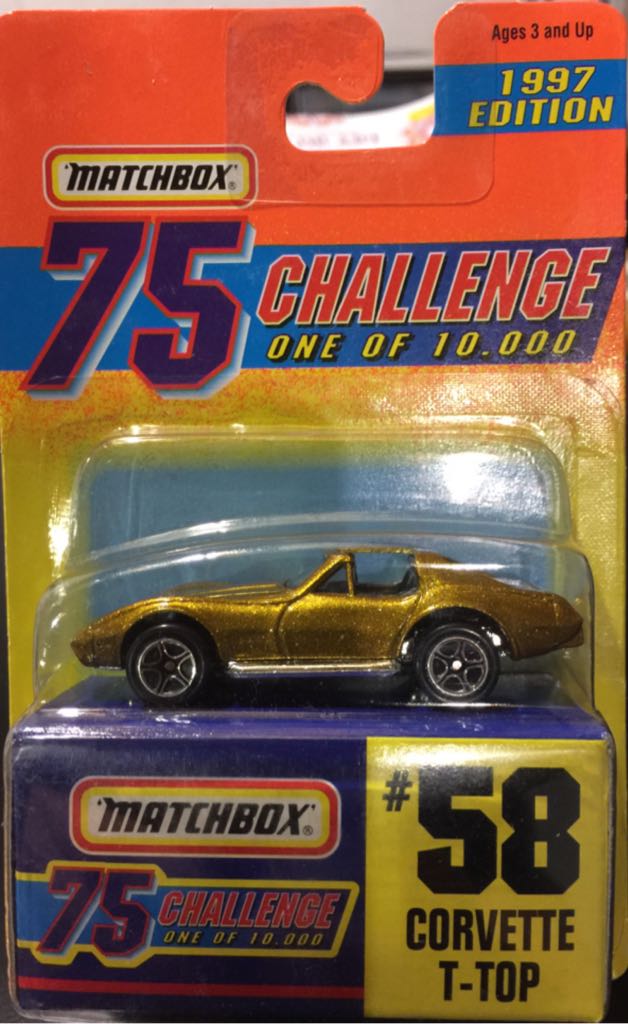 Ages 3 and Up
1997
EDITION
MATCHBOX®
75 CHALLENGE
ONE OF 10.000
MATCHBOX®
75 CHALLENGE
ONE OF 10.000
#58
CORVETTE
T-TOP